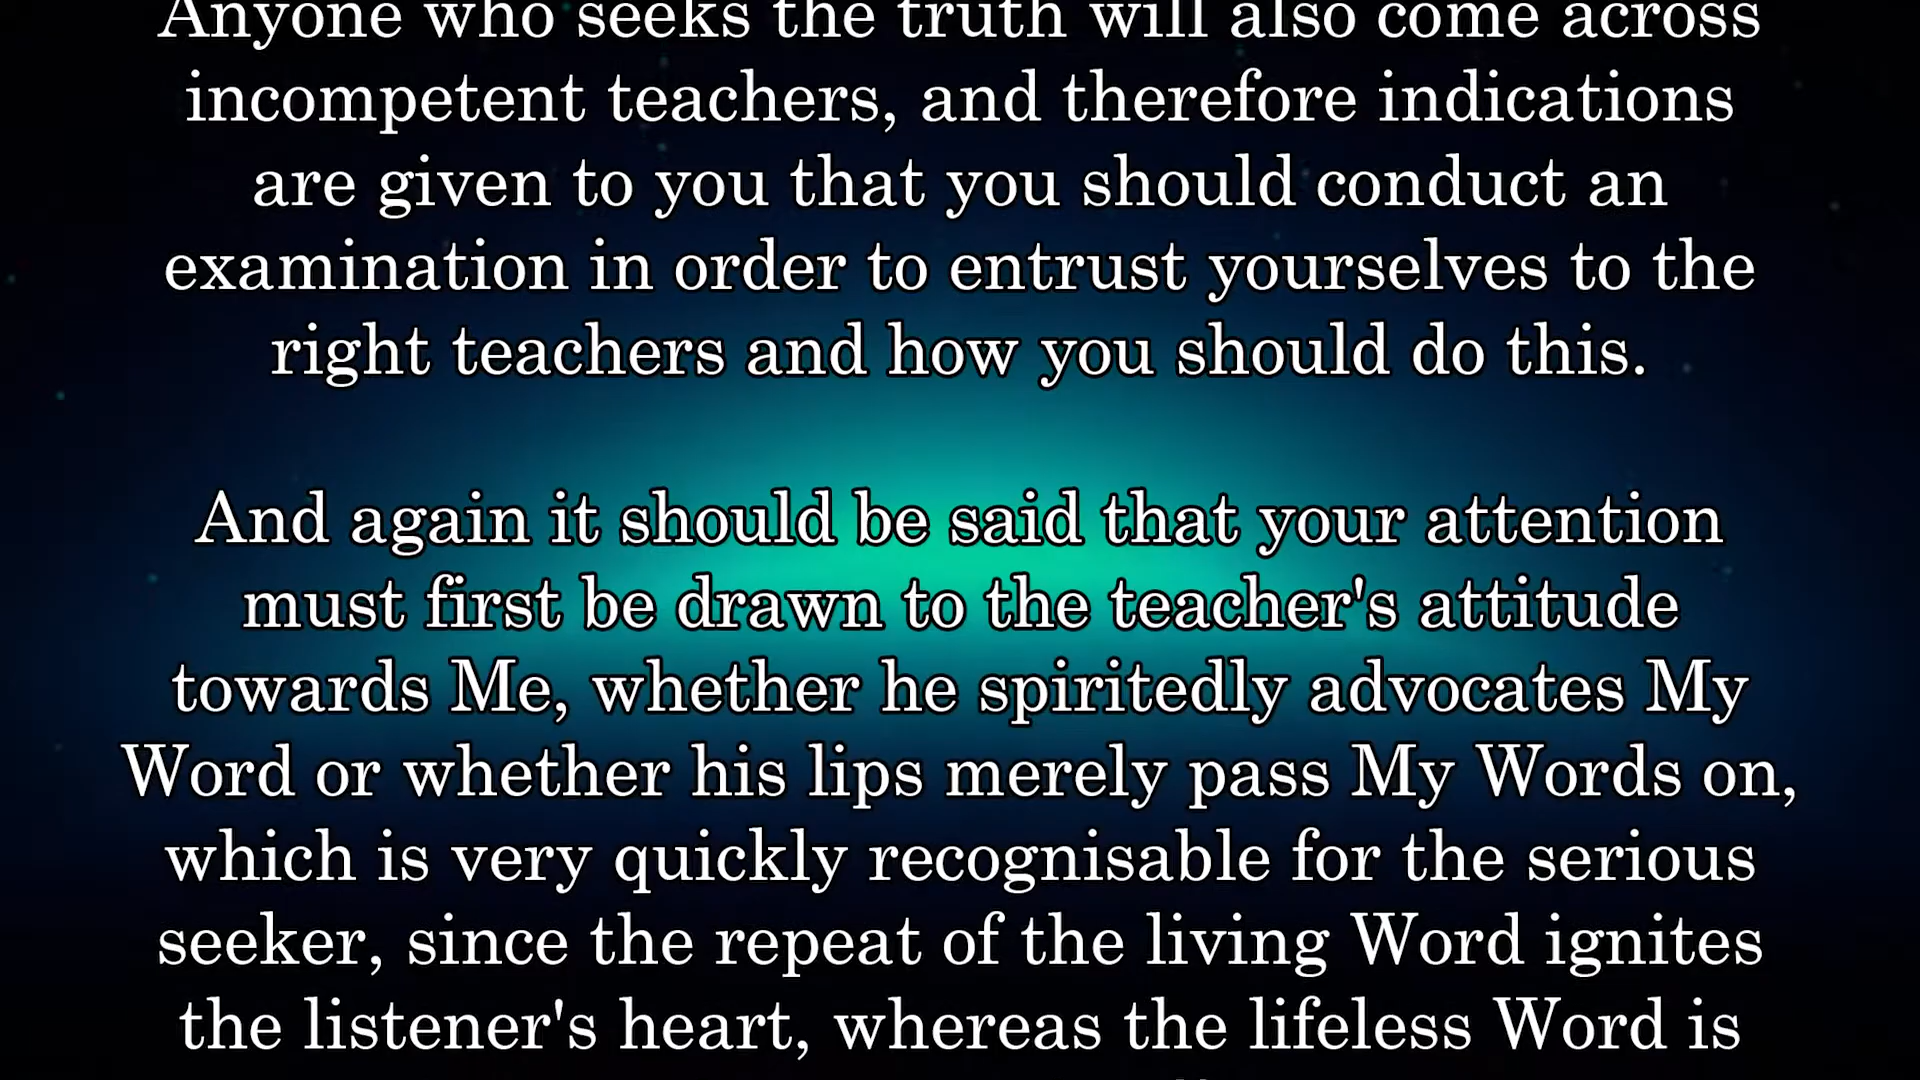 Anyone who seeks the truth will also come across
incompetent teachers, and therefore indications
are given to you that you should conduct an
examination in order to entrust yourselves to the
right teachers and how you should do this.
And again it should be said that your attention
must first be drawn to the teacher's attitude
towards Me, whether he spiritedly advocates My
Word or whether his lips merely pass My Words on,
which is very quickly recognisable for the serious
seeker, since the repeat of the living Word ignites
the listener's heart, whereas the lifeless Word is